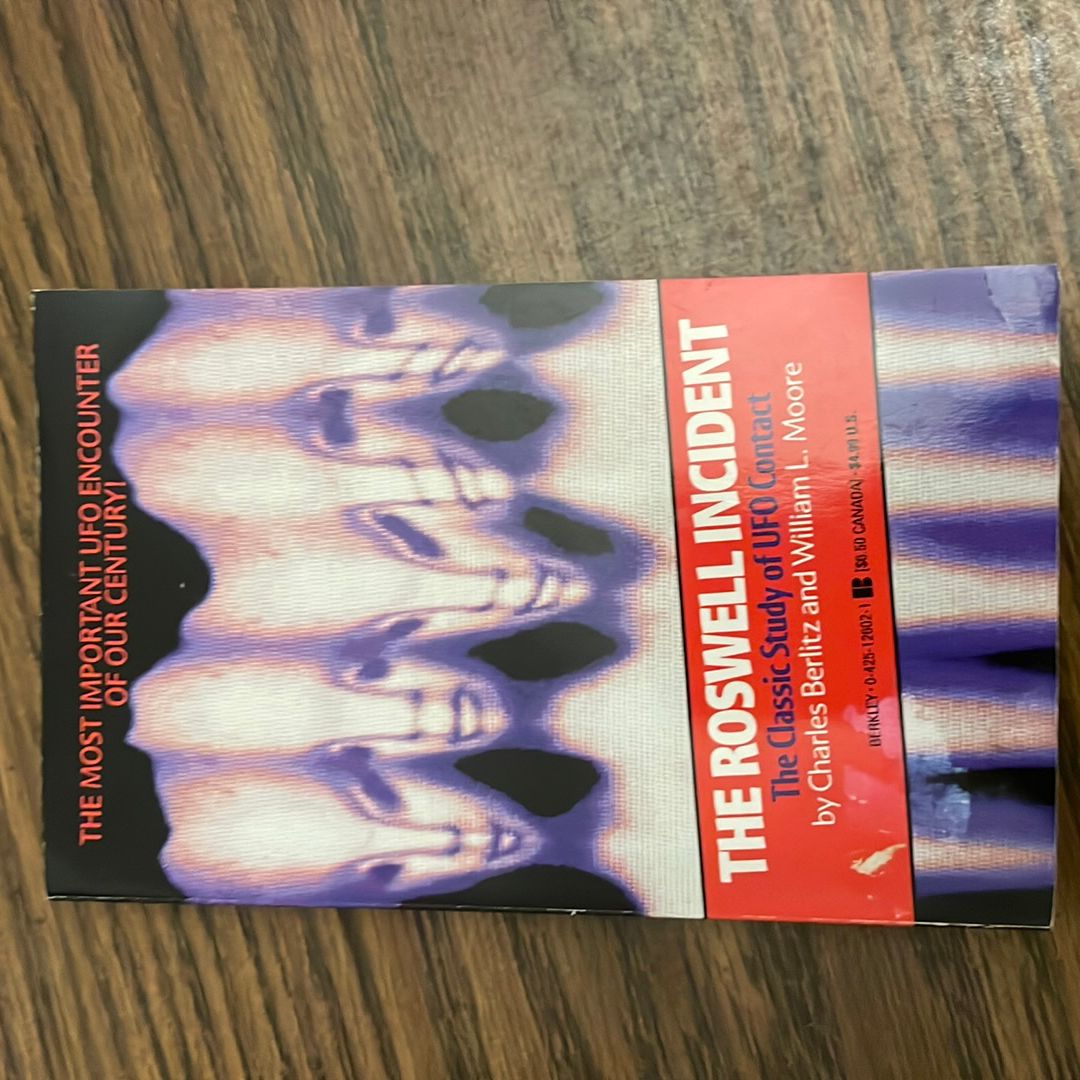 THE MOST IMPORTANT UFO ENCOUNTER
OF OUR CENTURY!
THE ROSWELL INCIDENT
The Classic Study of UFO Contact
by Charles Berlitz and William L. Moore
BERKLEY • 0-425-12602-1 B [$6.50 CANADA] • $4.99 U.S.